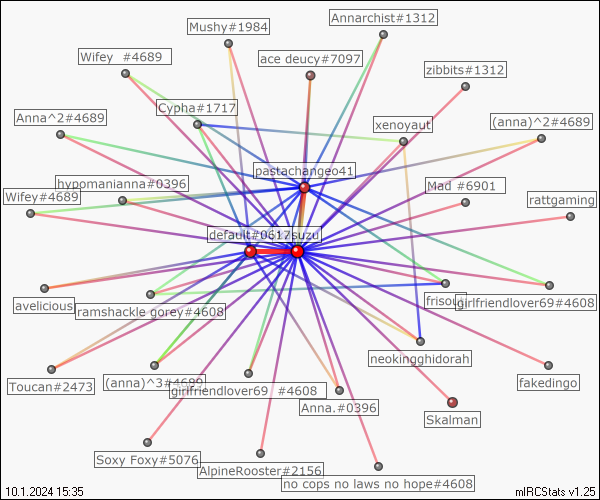 Annarchist#1312
Mushy#1984
Wifey  #4689
ace deucy#7097
zibbits#1312
Cypha#1717
Anna^2#4689
xenoyaut
(anna)^2#4689
pastachangeo41
hypomanianna#0396
Mad #6901
Wifey#4689
rattgaming
default#0617
suzu
avelicious
ramshackle gorey#4608
frisou
girlfriendlover69#4608
neokingghidorah
Toucan#2473
(anna)^3#4689
girlfriendlover69  #4608
fakedingo
Anna.#0396
Skalman
Soxy Foxy#5076
AlpineRooster#2156
no cops no laws no hope#4608
10.1.2024 15:35
mIRCStats v1.25